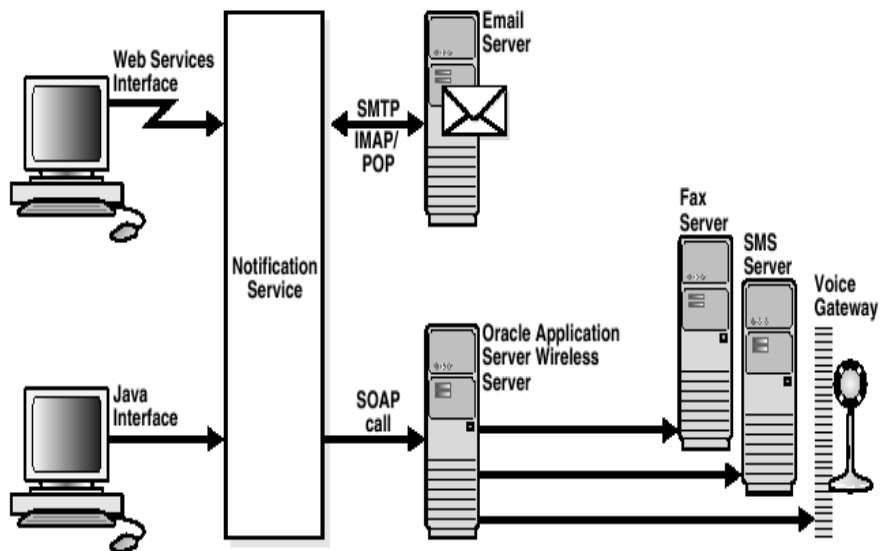 Web Services
Interface
Email
Server
SMTP
IMAP/
POP
Notification
Service
Fax
Server
SMS
Server
Voice
Gateway
Oracle Application
Server Wireless
Server
Java
Interface
SOAP
call